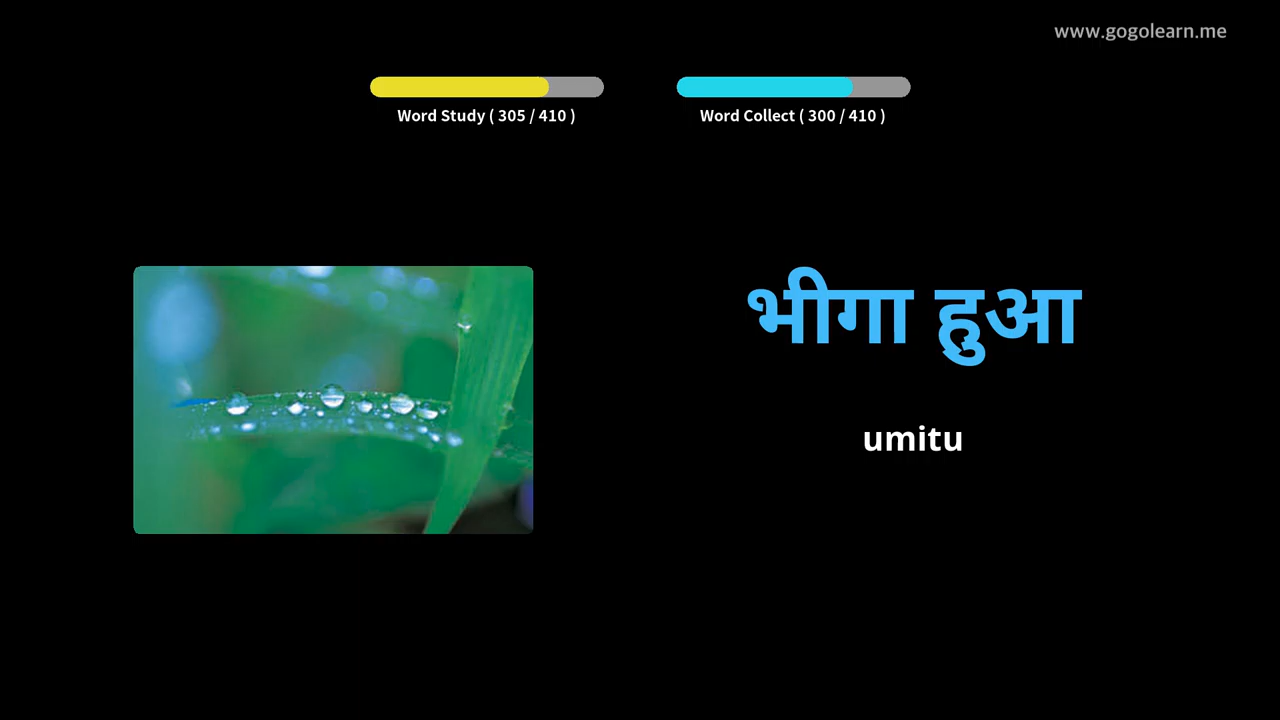 www.gogolearn.me
Word Study ( 305 / 410 )
Word Collect ( 300 / 410 )
भीगा हुआ
umitu